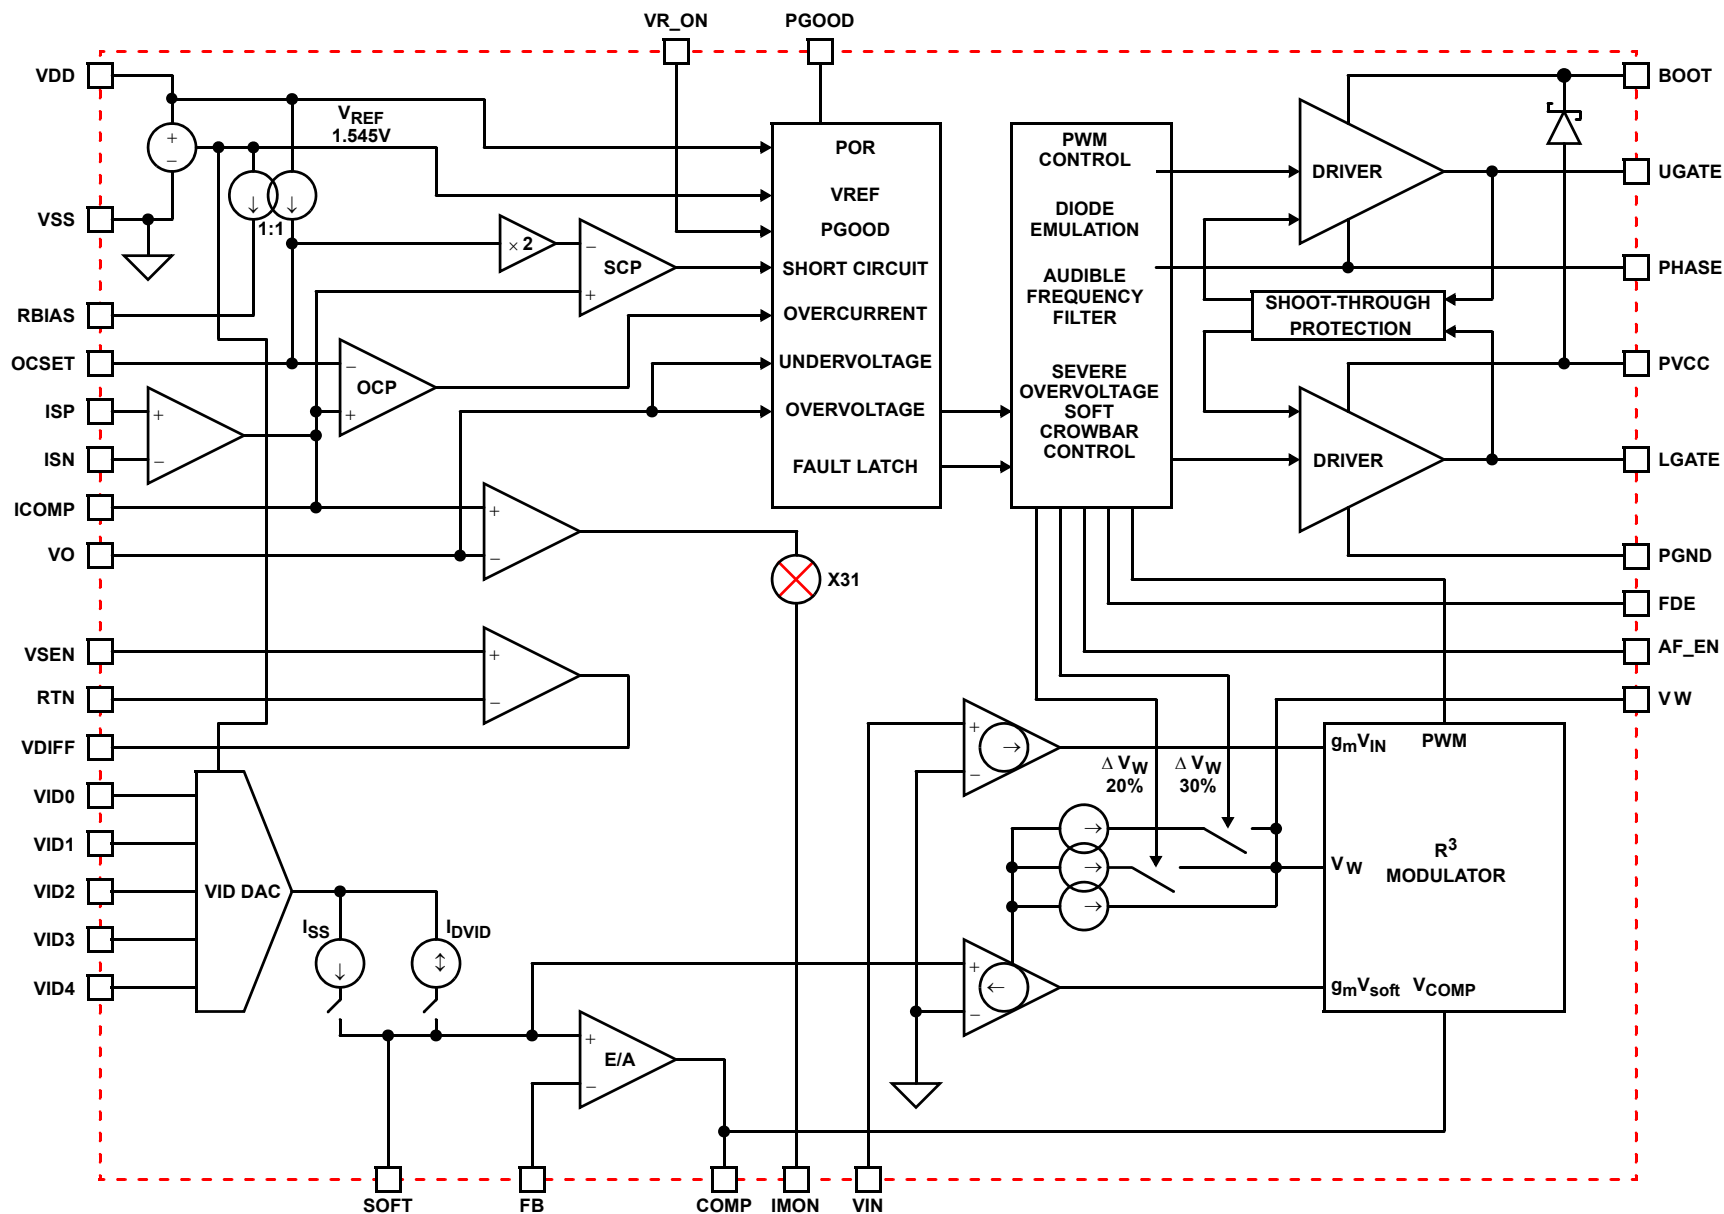 VR_ON
PGOOD
VDD
VSS
RBIAS
OCSET
ISP
ISN
ICOMP
VO
VSEN
RTN
VDIFF
VID0
VID1
VID2
VID3
VID4
+
−
VREF
1.545V
↓ ↓
1:1
× 2
−
SCP
+
−
OCP
+
+
−
+
−
X31
+
−
POR
VREF
PGOOD
SHORT CIRCUIT
OVERCURRENT
UNDERVOLTAGE
OVERVOLTAGE
FAULT LATCH
PWM
CONTROL
DIODE
EMULATION
AUDIBLE
FREQUENCY
FILTER
SEVERE
OVERVOLTAGE
SOFT
CROWBAR
CONTROL
DRIVER
SHOOT-THROUGH
PROTECTION
DRIVER
BOOT
UGATE
PHASE
PVCC
LGATE
PGND
FDE
AF_EN
VW
VID DAC
ISS
↓
IDVID
↕
+
E/A
−
+
→
−
Δ VW
20%
Δ VW
30%
→
→
→
+
←
−
gmVIN
PWM
VW
R3
MODULATOR
gmVsoft VCOMP
SOFT
FB
COMP
IMON
VIN